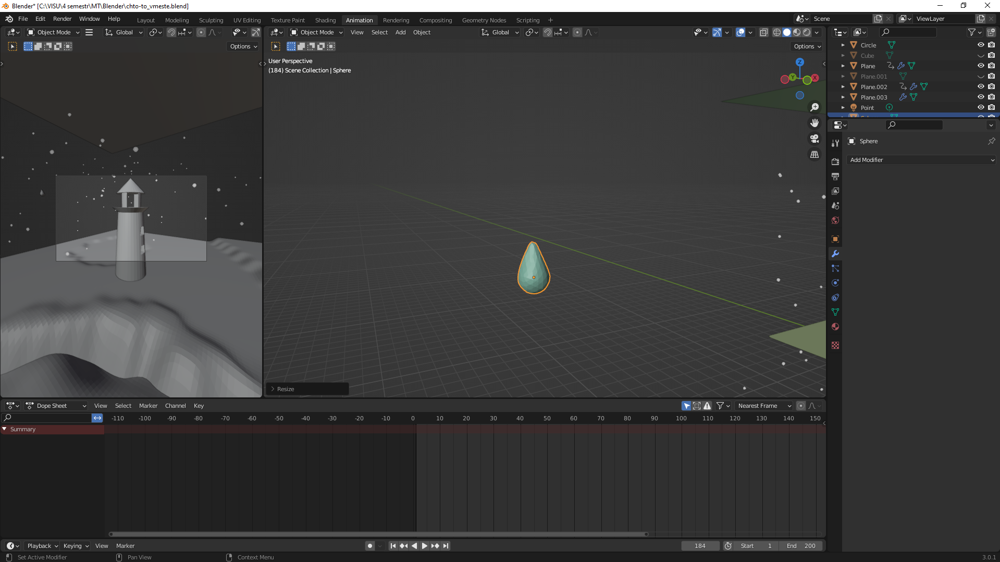 Blender* [C:\VISU\4 semestr\MT\Blender\chto-to_vmeste.blend]
File Edit Render Window Help Layout Modeling Sculpting UV Editing Texture Paint Shading Animation Rendering Compositing Geometry Nodes Scripting + Scene ViewLayer
Object Mode Global Object Mode View Select Add Object Global
Options Options
User Perspective
(184) Scene Collection | Sphere
Z
Y
X
Circle
Cube
Plane
Plane.001
Plane.002
Plane.003
Point
Sphere
Add Modifier
Resize
Dope Sheet View Select Marker Channel Key Nearest Frame
-110 -100 -90 -80 -70 -60 -50 -40 -30 -20 -10 0 10 20 30 40 50 60 70 80 90 100 110 120 130 140 150
Summary
Playback Keying View Marker 184 Start 1 End 200
Set Active Modifier Pan View Context Menu 3.0.1